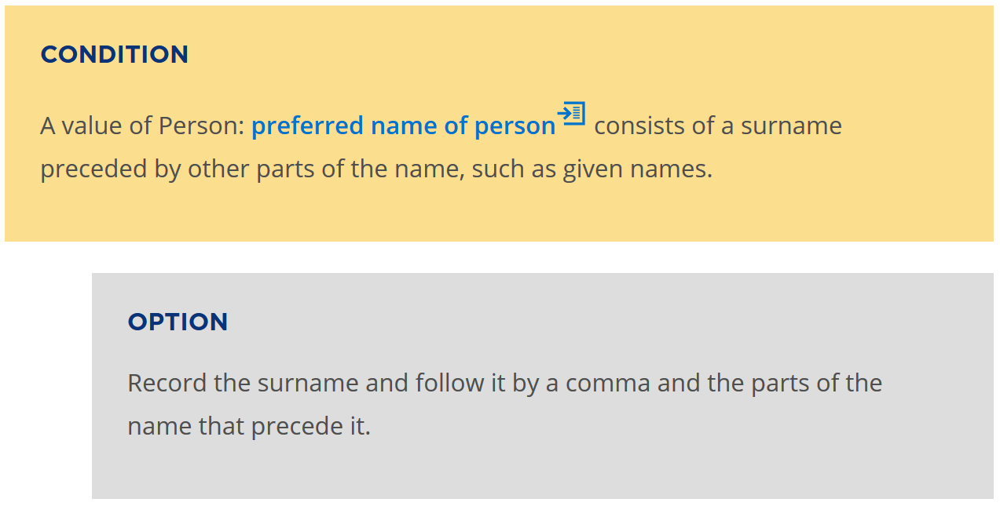 CONDITION
A value of Person: preferred name of person consists of a surname
preceded by other parts of the name, such as given names.
OPTION
Record the surname and follow it by a comma and the parts of the
name that precede it.